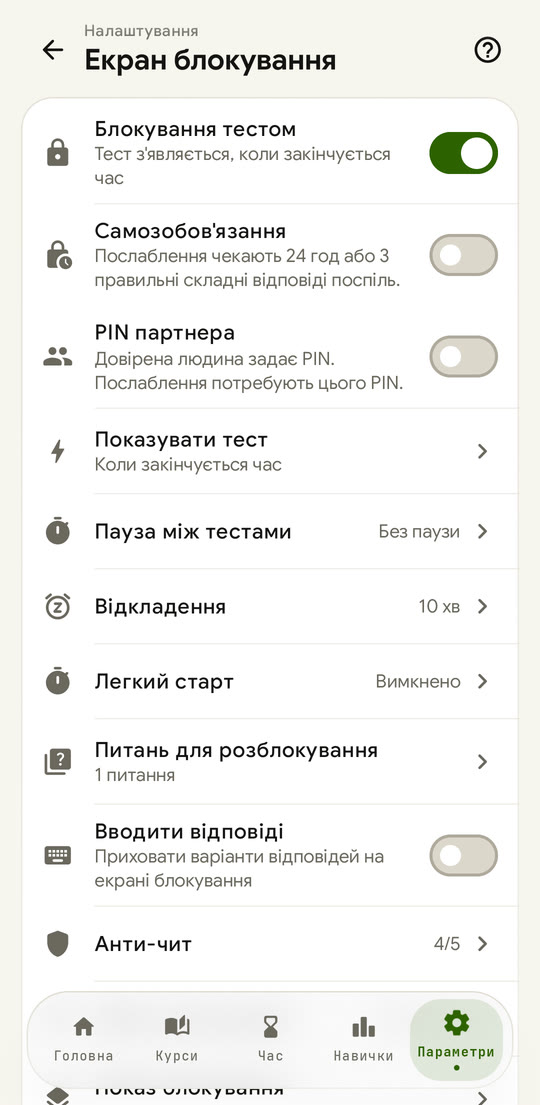 Налаштування
Екран блокування
Блокування тестом
Тест з'являється, коли закінчується
час
Самозобов'язання
Послаблення чекають 24 год або 3
правильні складні відповіді поспіль.
PIN партнера
Довірена людина задає PIN.
Послаблення потребують цього PIN.
Показувати тест
Коли закінчується час
Пауза між тестами
Без паузи
Відкладення
10 хв
Легкий старт
Вимкнено
Питань для розблокування
1 питання
Вводити відповіді
Приховати варіанти відповідей на
екрані блокування
Анти-чит
4/5
Головна
Курси
Час
Навички
Параметри
Показ блокування